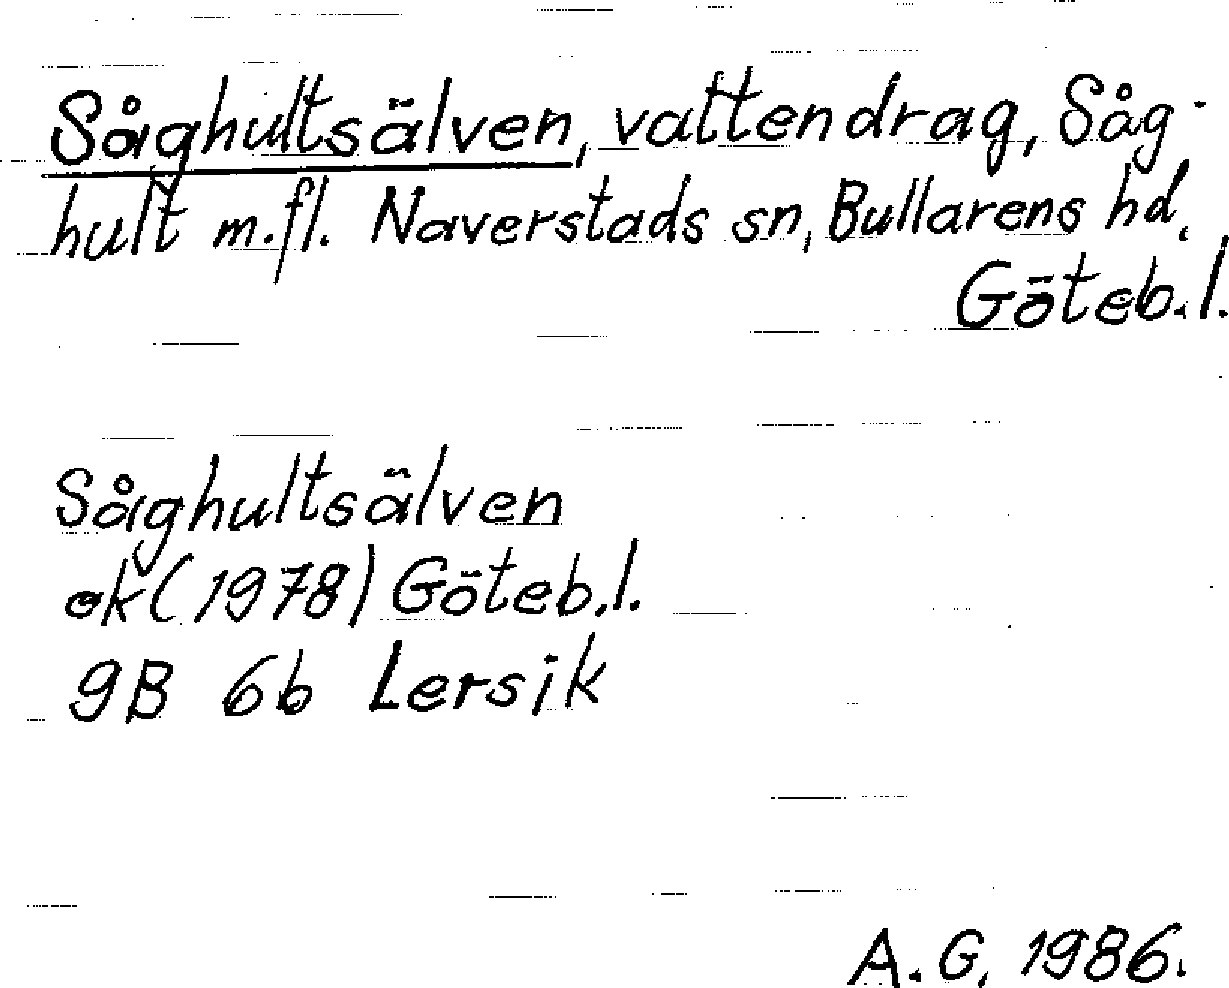 Såghultsälven, vattendrag, Såg-
hult m.fl. Naverstads sn, Bullarens hd,
Göteb.l.
Såghultsälven
ek (1978) Göteb.l.
9B 6b Lersik
A.G. 1986.